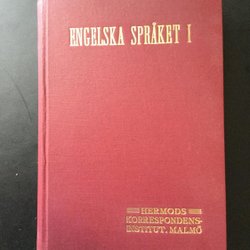 ENGELSKA SPRÅKET I
HERMODS
KORRESPONDENS-
INSTITUT. MALMÖ